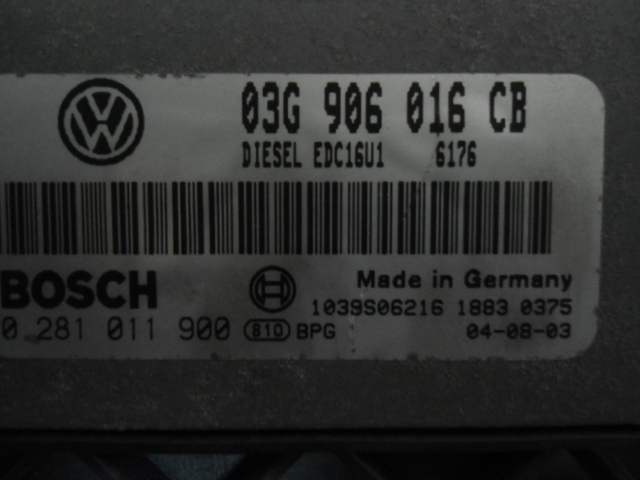 03G 906 016 CB
DIESEL EDC16U1 6176
BOSCH
Made in Germany
1039S06216 1883 0375
0 281 011 900 810 BPG 04-08-03